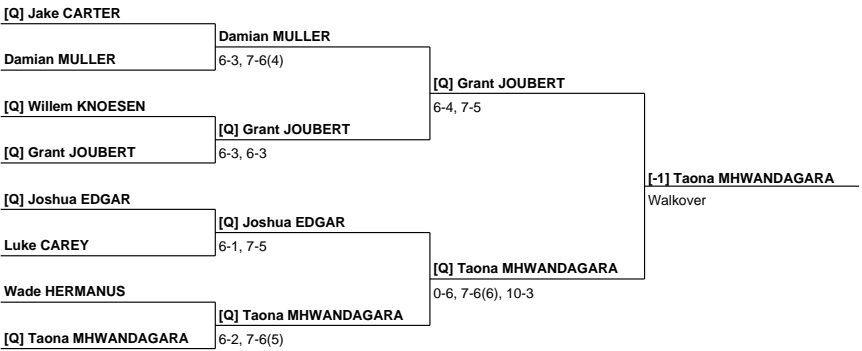 [Q] Jake CARTER
Damian MULLER
Damian MULLER
6-3, 7-6(4)
[Q] Grant JOUBERT
[Q] Willem KNOESEN
6-4, 7-5
[Q] Grant JOUBERT
[Q] Grant JOUBERT
6-3, 6-3
[-1] Taona MHWANDAGARA
[Q] Joshua EDGAR
Walkover
[Q] Joshua EDGAR
Luke CAREY
6-1, 7-5
[Q] Taona MHWANDAGARA
Wade HERMANUS
0-6, 7-6(6), 10-3
[Q] Taona MHWANDAGARA
[Q] Taona MHWANDAGARA
6-2, 7-6(5)